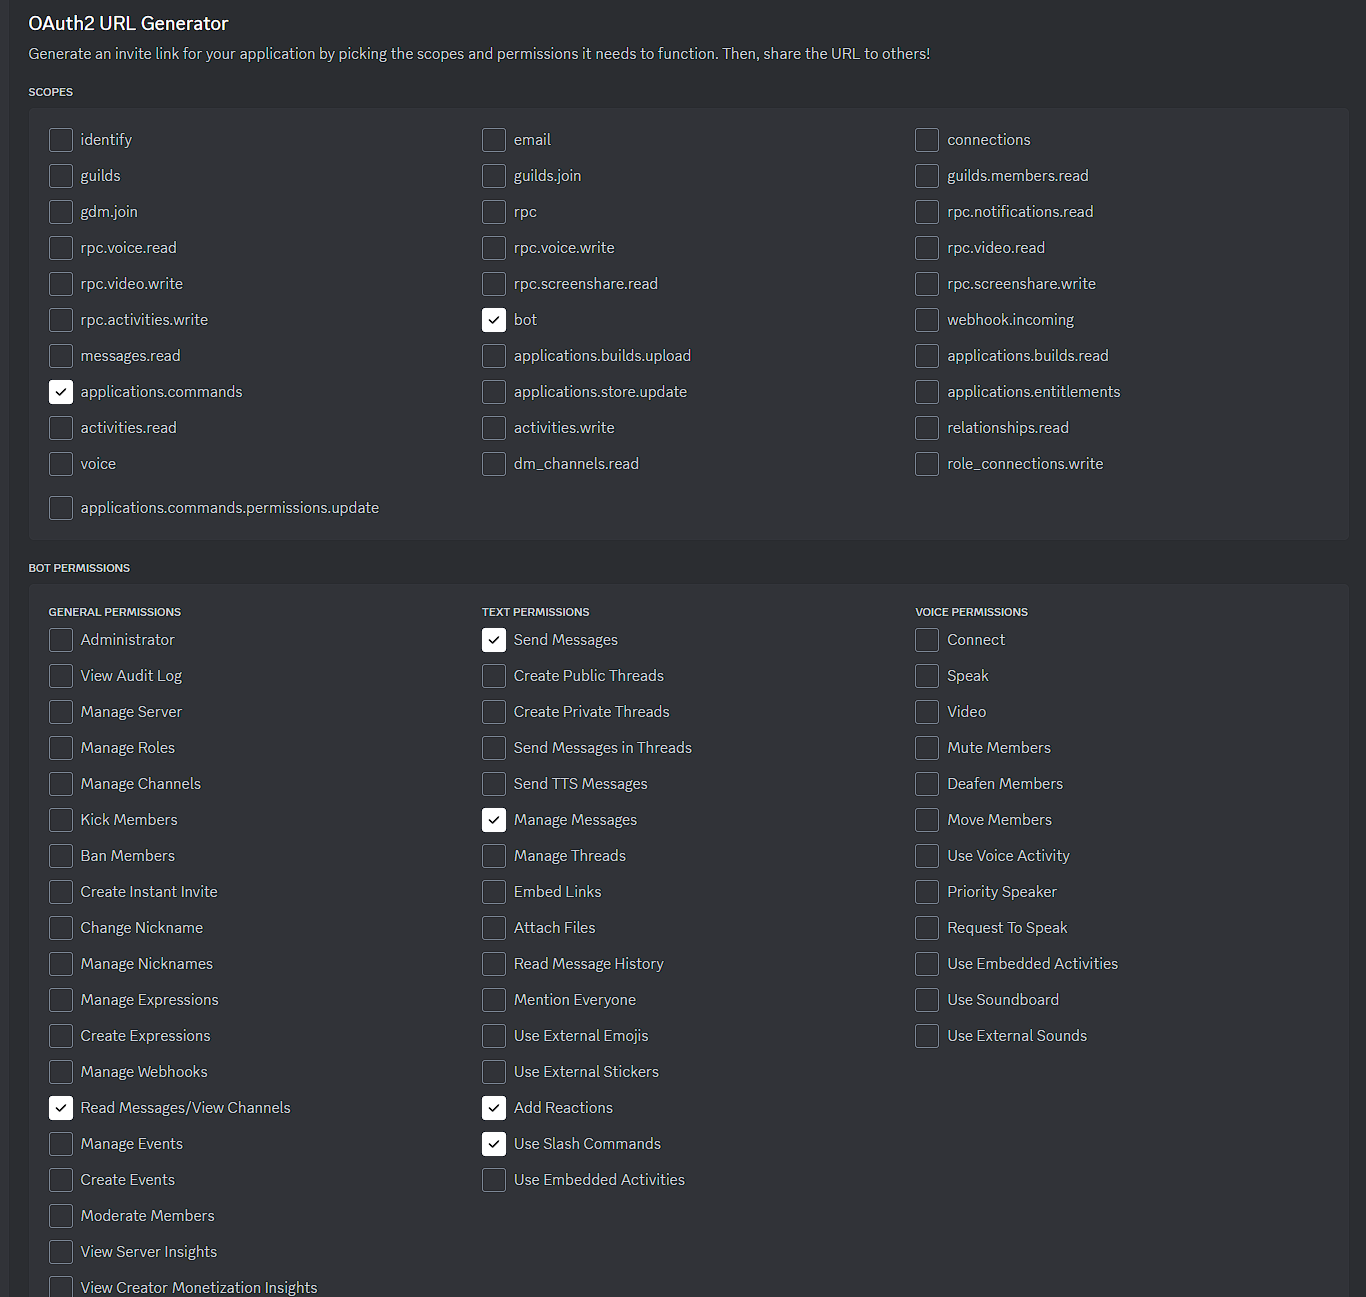 OAuth2 URL Generator
Generate an invite link for your application by picking the scopes and permissions it needs to function. Then, share the URL to others!
SCOPES
identify
email
connections
guilds
guilds.join
guilds.members.read
gdm.join
rpc
rpc.notifications.read
rpc.voice.read
rpc.voice.write
rpc.video.read
rpc.video.write
rpc.screenshare.read
rpc.screenshare.write
rpc.activities.write
bot
webhook.incoming
messages.read
applications.builds.upload
applications.builds.read
applications.commands
applications.store.update
applications.entitlements
activities.read
activities.write
relationships.read
voice
dm_channels.read
role_connections.write
applications.commands.permissions.update
BOT PERMISSIONS
GENERAL PERMISSIONS
Administrator
View Audit Log
Manage Server
Manage Roles
Manage Channels
Kick Members
Ban Members
Create Instant Invite
Change Nickname
Manage Nicknames
Manage Expressions
Create Expressions
Manage Webhooks
Read Messages/View Channels
Manage Events
Create Events
Moderate Members
View Server Insights
View Creator Monetization Insights
TEXT PERMISSIONS
Send Messages
Create Public Threads
Create Private Threads
Send Messages in Threads
Send TTS Messages
Manage Messages
Manage Threads
Embed Links
Attach Files
Read Message History
Mention Everyone
Use External Emojis
Use External Stickers
Add Reactions
Use Slash Commands
Use Embedded Activities
VOICE PERMISSIONS
Connect
Speak
Video
Mute Members
Deafen Members
Move Members
Use Voice Activity
Priority Speaker
Request To Speak
Use Embedded Activities
Use Soundboard
Use External Sounds